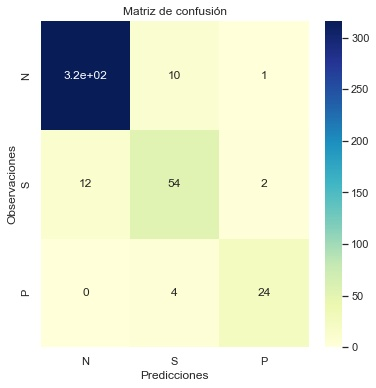 Matriz de confusión
N
3.2e+02 10 1
S
12 54 2
P
0 4 24
N S P
Observaciones
Predicciones
300
250
200
150
100
50
0